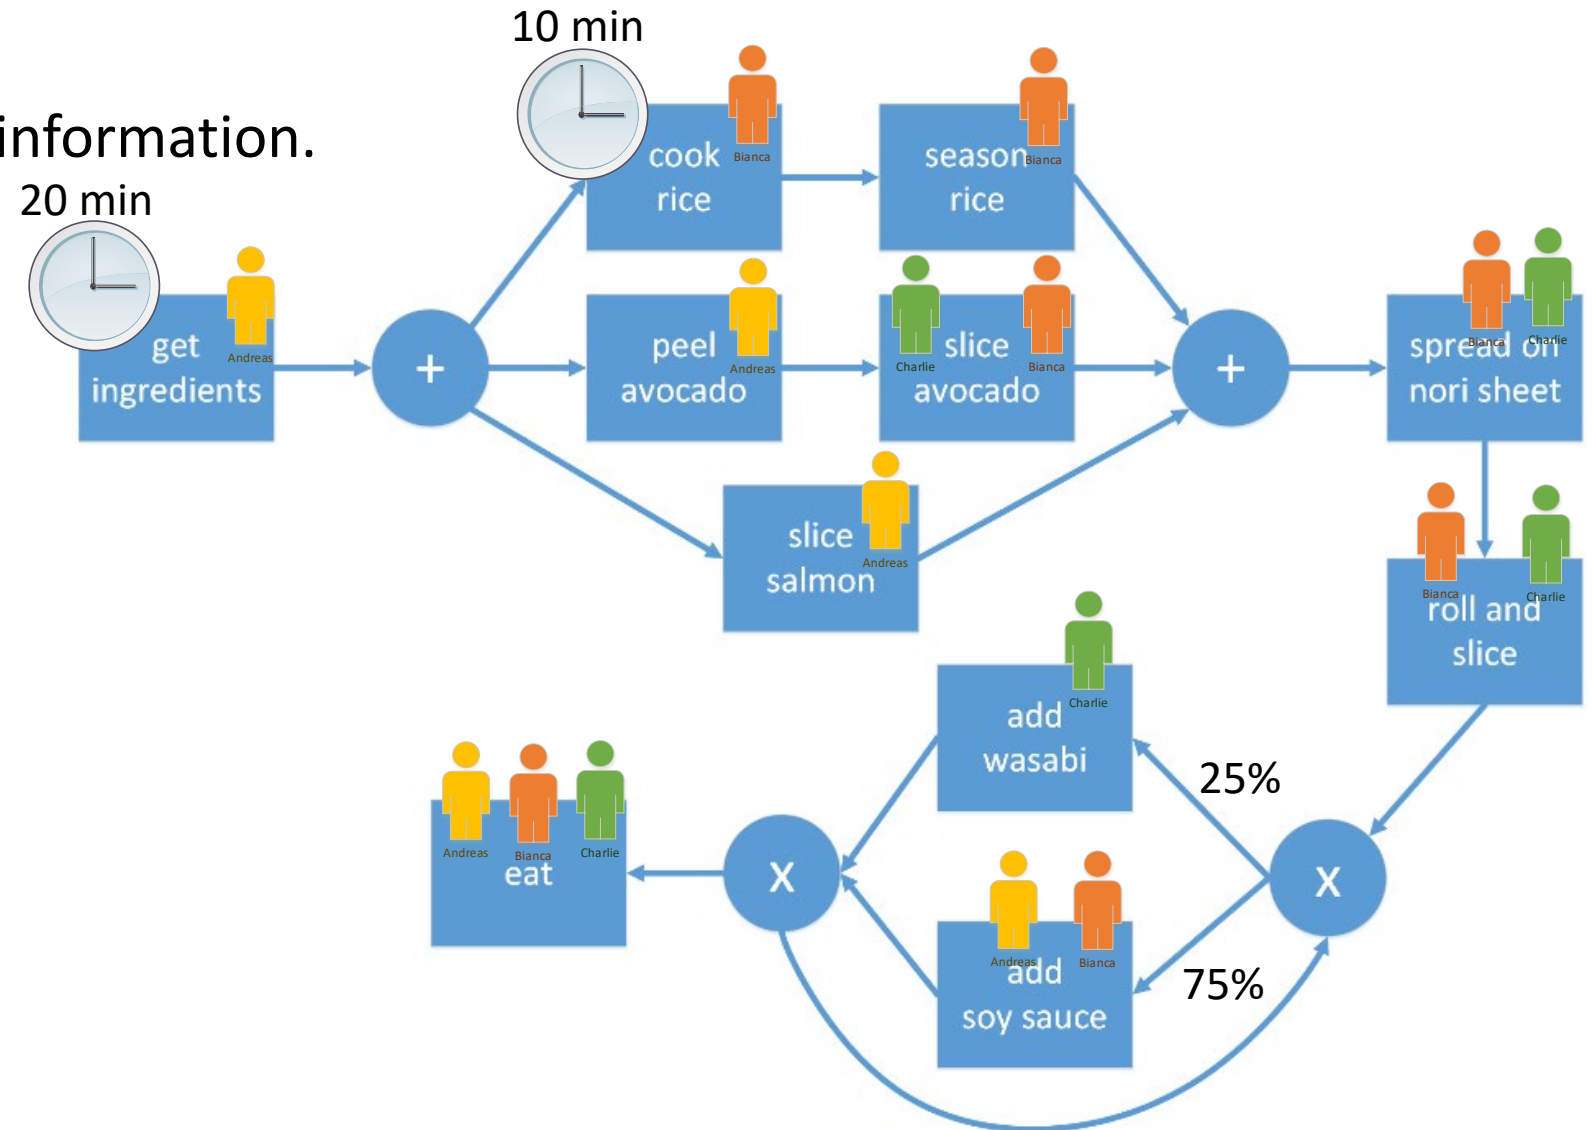 10 min
information.
20 min
Bianca
cook
rice
Bianca
season
rice
Andreas
get
ingredients
+
Andreas
peel
avocado
Charlie
Bianca
slice
avocado
+
Bianca
Charlie
spread on
nori sheet
Andreas
slice
salmon
Bianca
Charlie
roll and
slice
Charlie
add
wasabi
25%
Andreas
Bianca
Charlie
eat
X
X
Andreas
Bianca
add
soy sauce
75%